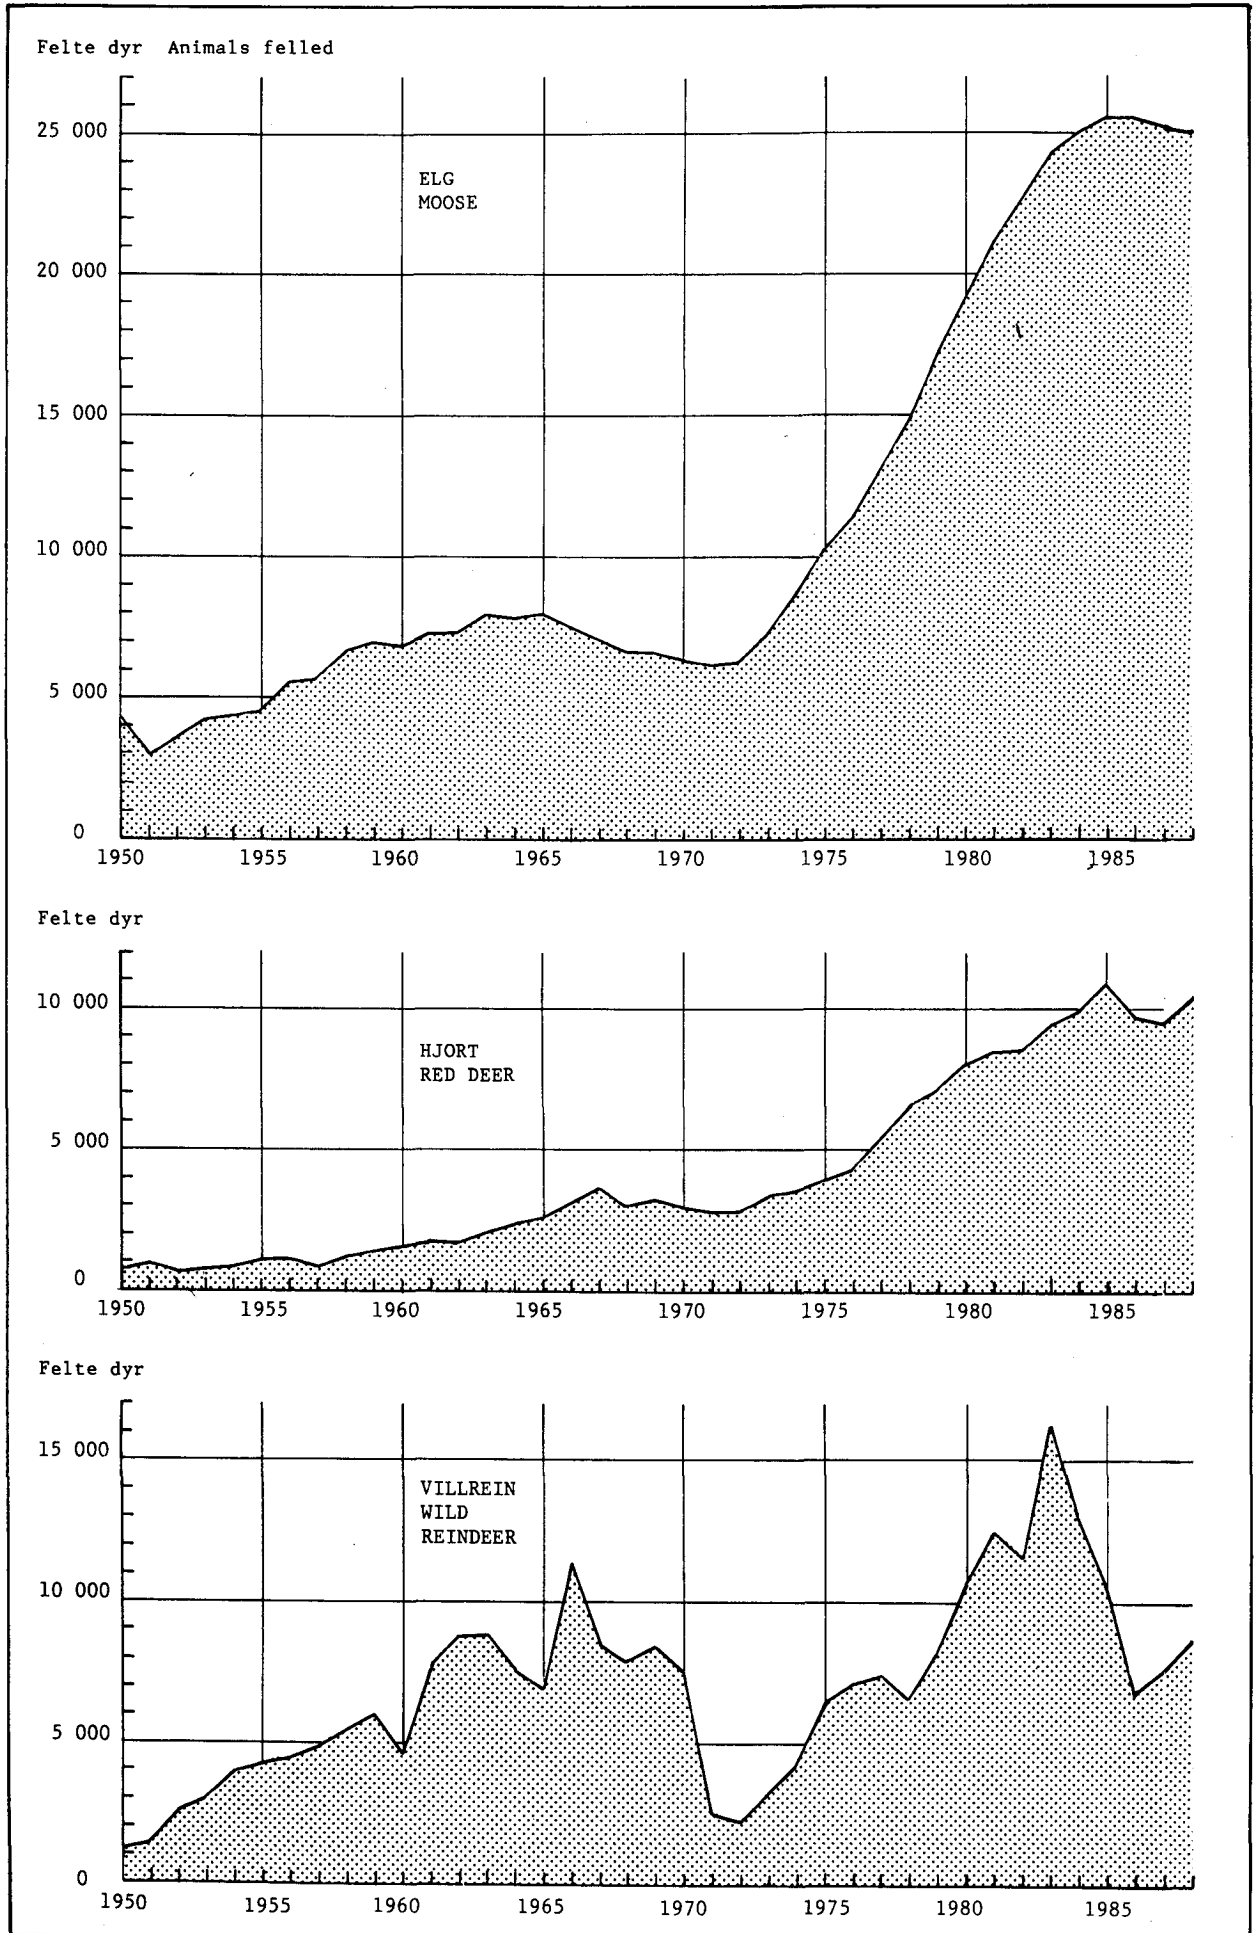 Felte dyr Animals felled
25 000
ELG
MOOSE
20 000
15 000
10 000
5 000
0
1950 1955 1960 1965 1970 1975 1980 1985
Felte dyr
10 000
HJORT
RED DEER
5 000
0
1950 1955 1960 1965 1970 1975 1980 1985
Felte dyr
15 000
VILLREIN
WILD
REINDEER
10 000
5 000
0
1950 1955 1960 1965 1970 1975 1980 1985